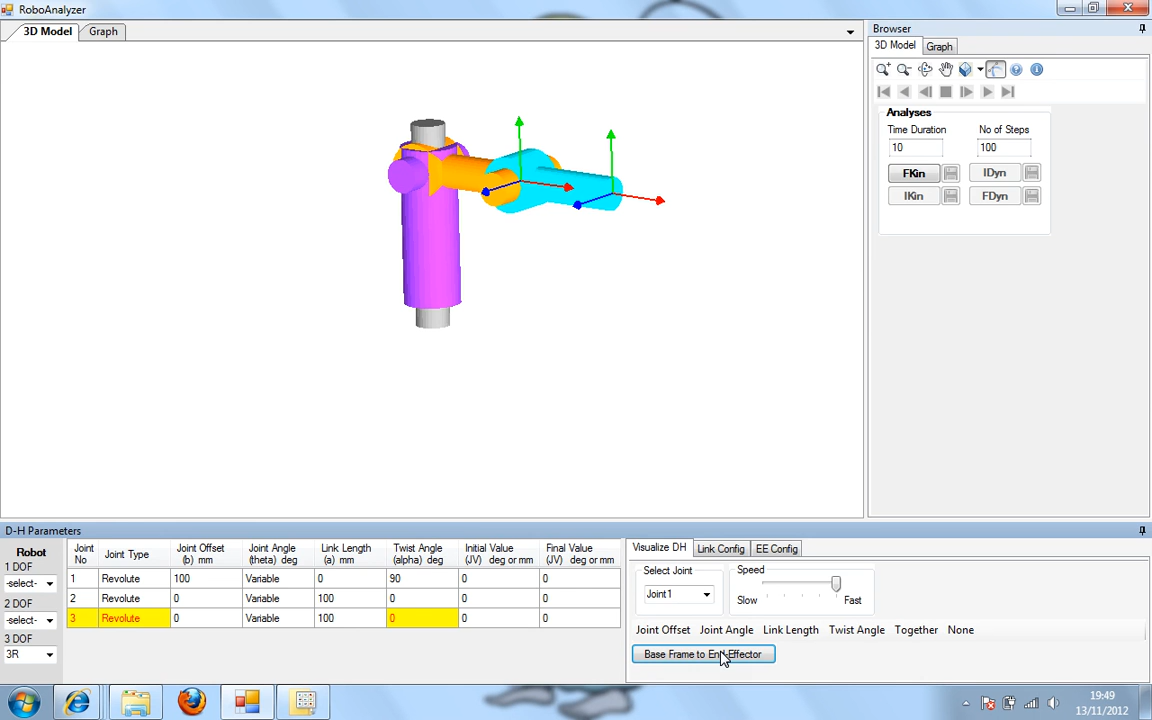 RoboAnalyzer
3D Model Graph
Browser
3D Model Graph
Analyses
Time Duration No of Steps
10 100
FKin IDyn
IKin FDyn
D-H Parameters
Robot
1 DOF
-select-
2 DOF
-select-
3 DOF
3R
Joint No Joint Type Joint Offset (b) mm Joint Angle (theta) deg Link Length (a) mm Twist Angle (alpha) deg Initial Value (JV) deg or mm Final Value (JV) deg or mm
1 Revolute 100 Variable 0 90 0 0
2 Revolute 0 Variable 100 0 0 0
3 Revolute 0 Variable 100 0 0 0
Visualize DH Link Config EE Config
Select Joint
Joint1
Speed
Slow Fast
Joint Offset Joint Angle Link Length Twist Angle Together None
Base Frame to End Effector
19:49
13/11/2012